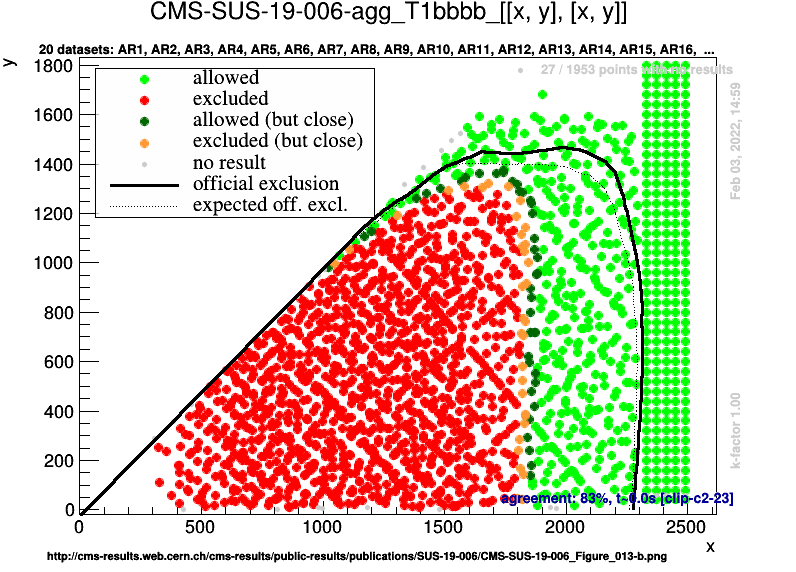 CMS-SUS-19-006-agg_T1bbbb_[[x, y], [x, y]]
20 datasets: AR1, AR2, AR3, AR4, AR5, AR6, AR7, AR8, AR9, AR10, AR11, AR12, AR13, AR14, AR15, AR16, ...
y
27 / 1953 points with no results
allowed
excluded
allowed (but close)
excluded (but close)
no result
official exclusion
expected off. excl.
1800
1600
1400
1200
1000
800
600
400
200
0
0
500
1000
1500
2000
2500
x
Feb 03, 2022, 14:59
k-factor 1.00
agreement: 83%, t~0.0s [clip-c2-23]
http://cms-results.web.cern.ch/cms-results/public-results/publications/SUS-19-006/CMS-SUS-19-006_Figure_013-b.png